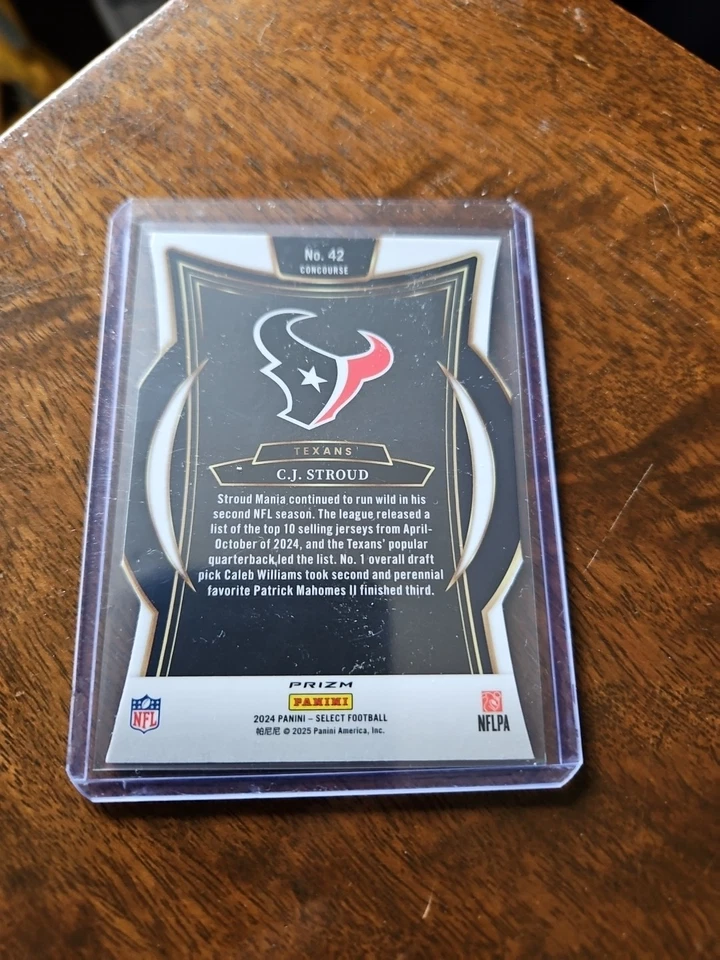 No. 42
CONCOURSE
TEXANS
C.J. STROUD
Stroud Mania continued to run wild in his
second NFL season. The league released a
list of the top 10 selling jerseys from April-
October of 2024, and the Texans' popular
quarterback led the list. No. 1 overall draft
pick Caleb Williams took second and perennial
favorite Patrick Mahomes II finished third.
PRIZM
PANINI
NFL
2024 PANINI – SELECT FOOTBALL
帕尼尼 © 2025 Panini America, Inc.
NFLPA